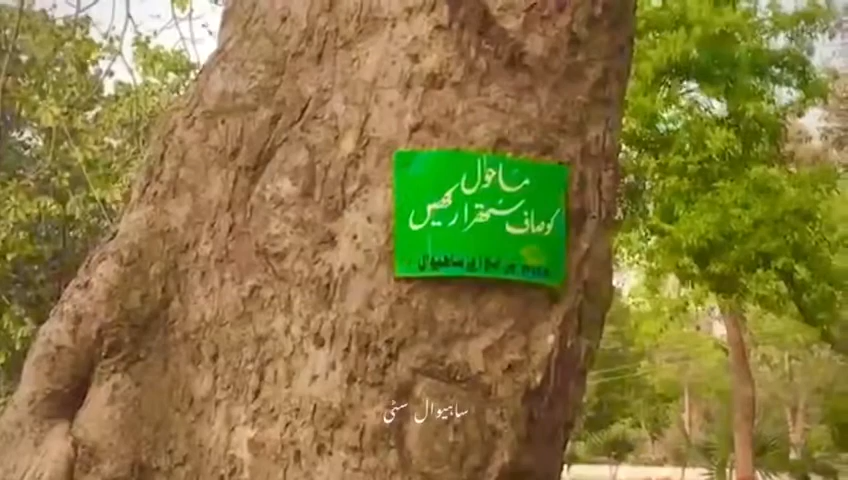 ماحول
کو صاف ستھرا رکھیں
ساہیوال
ساہیوال سٹی